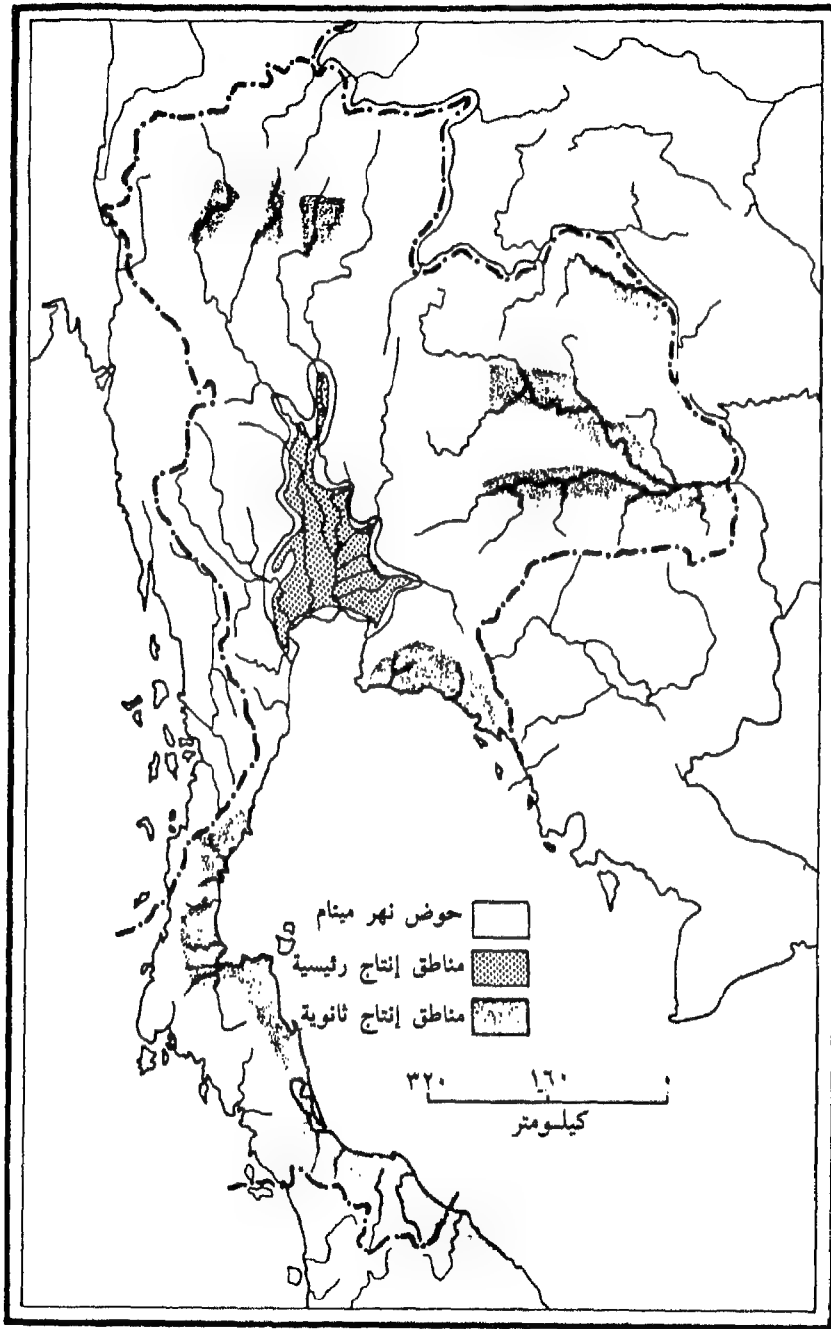 حوض نهر مينام
مناطق إنتاج رئيسية
مناطق إنتاج ثانوية
٣٢٠ ١٦٠ ٠
كيلومتر